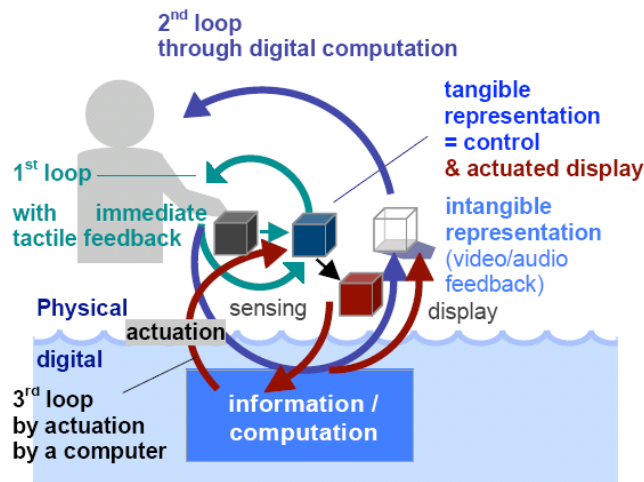 2nd loop
through digital computation
tangible
representation
= control
& actuated display
1st loop
with immediate
tactile feedback
intangible
representation
(video/audio
feedback)
sensing
display
Physical
actuation
digital
3rd loop
by actuation
by a computer
information /
computation